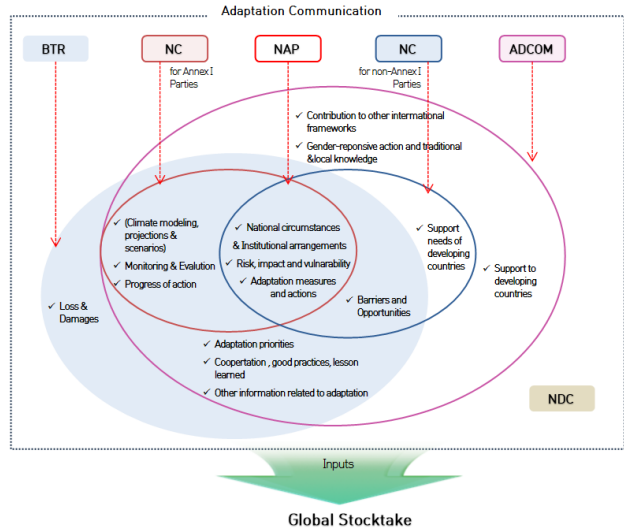 Adaptation Communication
BTR
NC
NAP
NC
ADCOM
for Annex I
Parties
for non-Annex I
Parties
✓ Contribution to other international
frameworks
✓ Gender-reponsive action and traditional
&local knowledge
✓ (Climate modeling,
projections &
scenarios)
✓ Monitoring & Evalution
✓ Progress of action
✓ National circumstances
& Institutional arrangements
✓ Risk, impact and vulnarability
✓ Adaptation measures
and actions
✓ Support
needs of
developing
countries
✓ Support to
developing
countries
✓ Barriers and
Opportunities
✓ Loss &
Damages
✓ Adaptation priorities
✓ Coopertation , good practices, lesson
learned
✓ Other information related to adaptation
NDC
Inputs
Global Stocktake